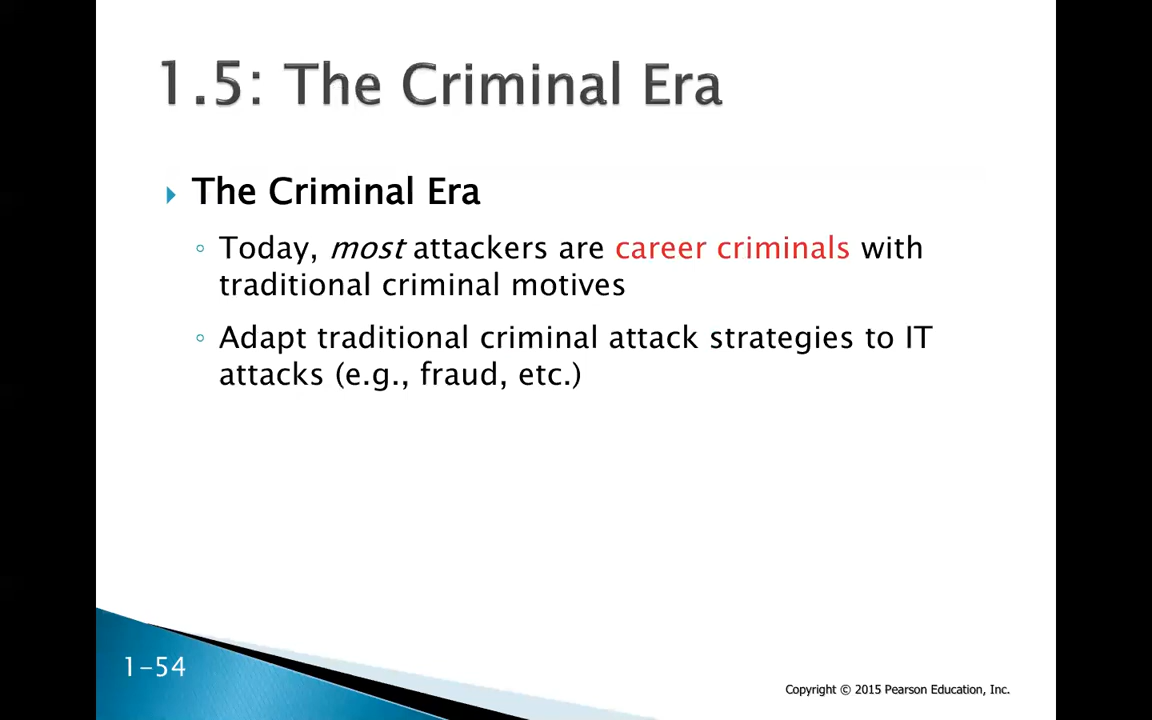 1.5: The Criminal Era
The Criminal Era
Today, most attackers are career criminals with
traditional criminal motives
Adapt traditional criminal attack strategies to IT
attacks (e.g., fraud, etc.)
1-54
Copyright © 2015 Pearson Education, Inc.